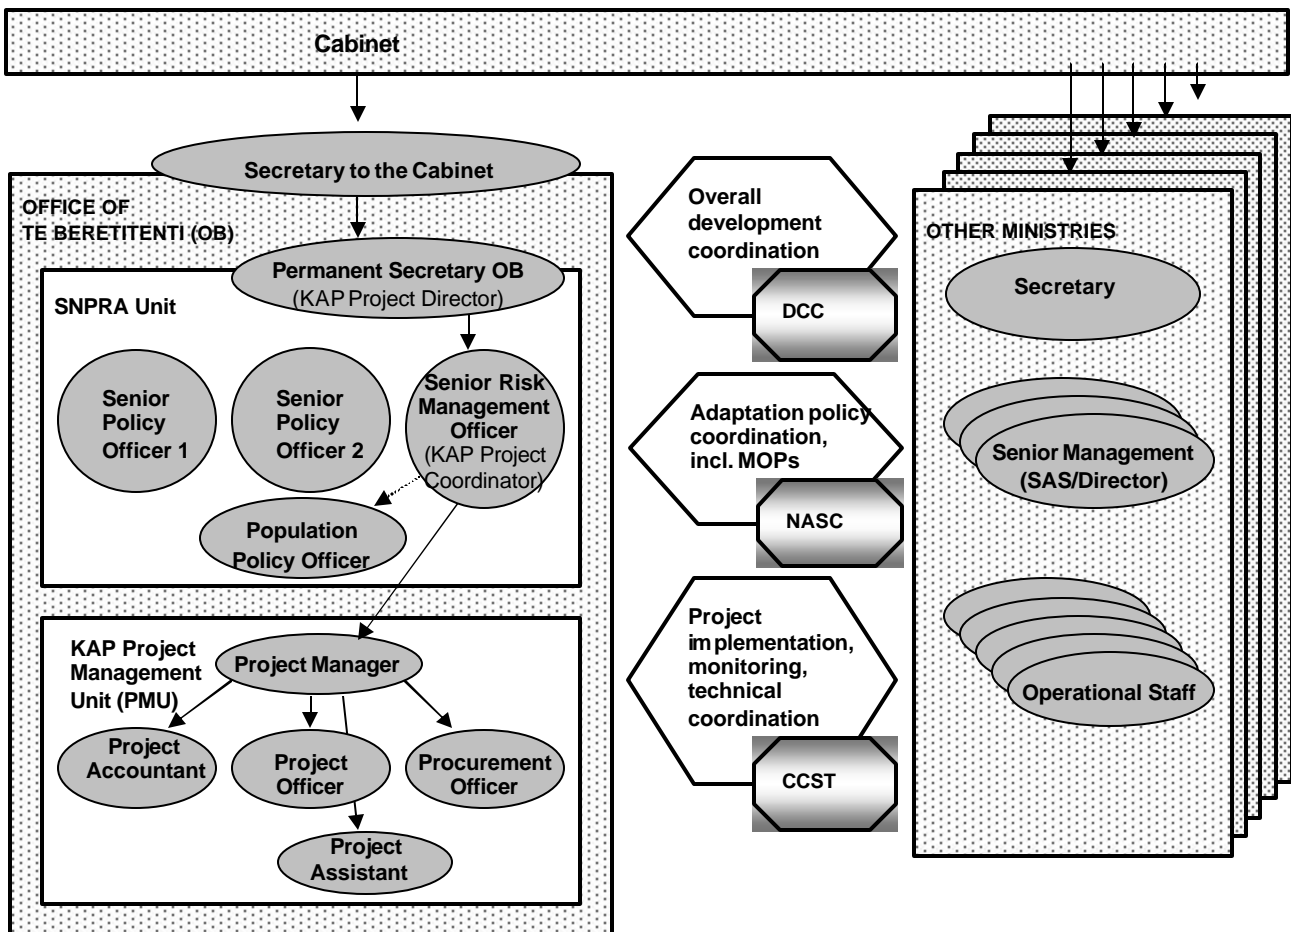 Cabinet
Secretary to the Cabinet
OFFICE OF
TE BERETITENTI (OB)
Permanent Secretary OB
(KAP Project Director)
SNPRA Unit
Senior
Policy
Officer 1
Senior
Policy
Officer 2
Senior Risk
Management
Officer
(KAP Project
Coordinator)
Population
Policy Officer
KAP Project
Management
Unit (PMU)
Project Manager
Project
Accountant
Project
Officer
Procurement
Officer
Project
Assistant
Overall
development
coordination
DCC
Adaptation policy
coordination,
incl. MOPs
NASC
Project
implementation,
monitoring,
technical
coordination
CCST
OTHER MINISTRIES
Secretary
Senior Management
(SAS/Director)
Operational Staff